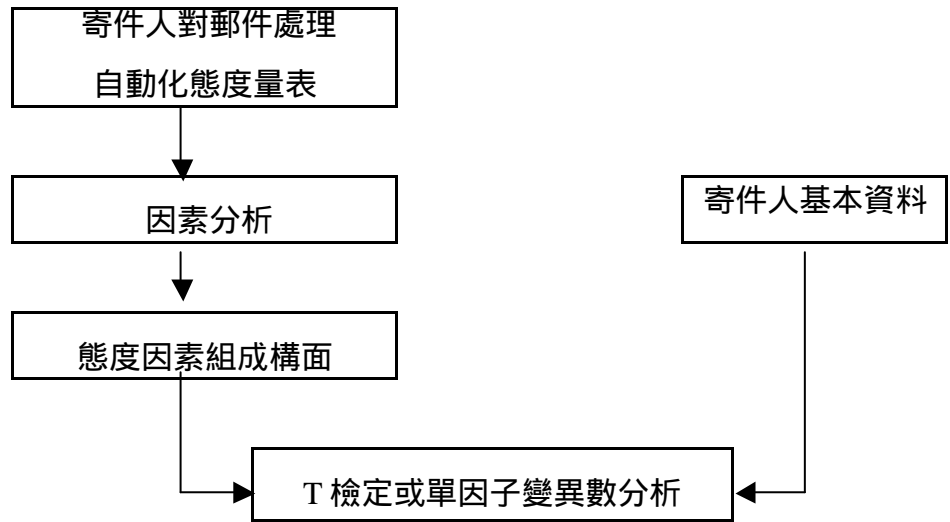 寄件人對郵件處理
自動化態度量表
因素分析
寄件人基本資料
態度因素組成構面
T 檢定或單因子變異數分析